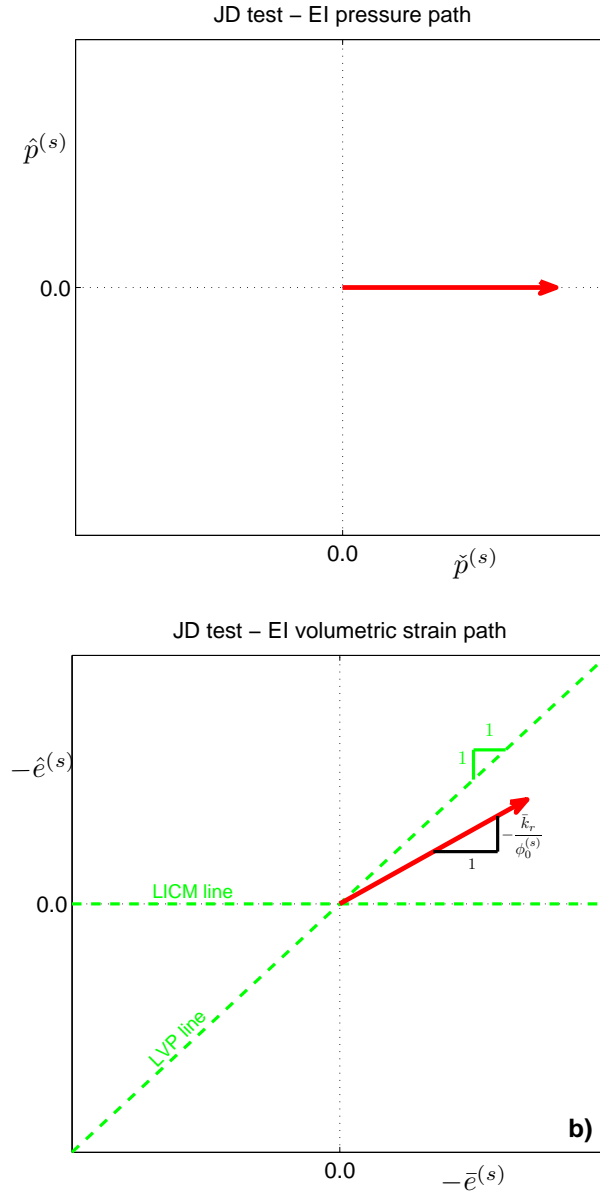 JD test – EI pressure path
p̂^(s)
0.0
0.0
p̌^(s)
JD test – EI volumetric strain path
1
1
−ê^(s)
−k̄_r/ϕ_0^(s)
1
LICM line
0.0
LVP line
b)
0.0
−ē^(s)